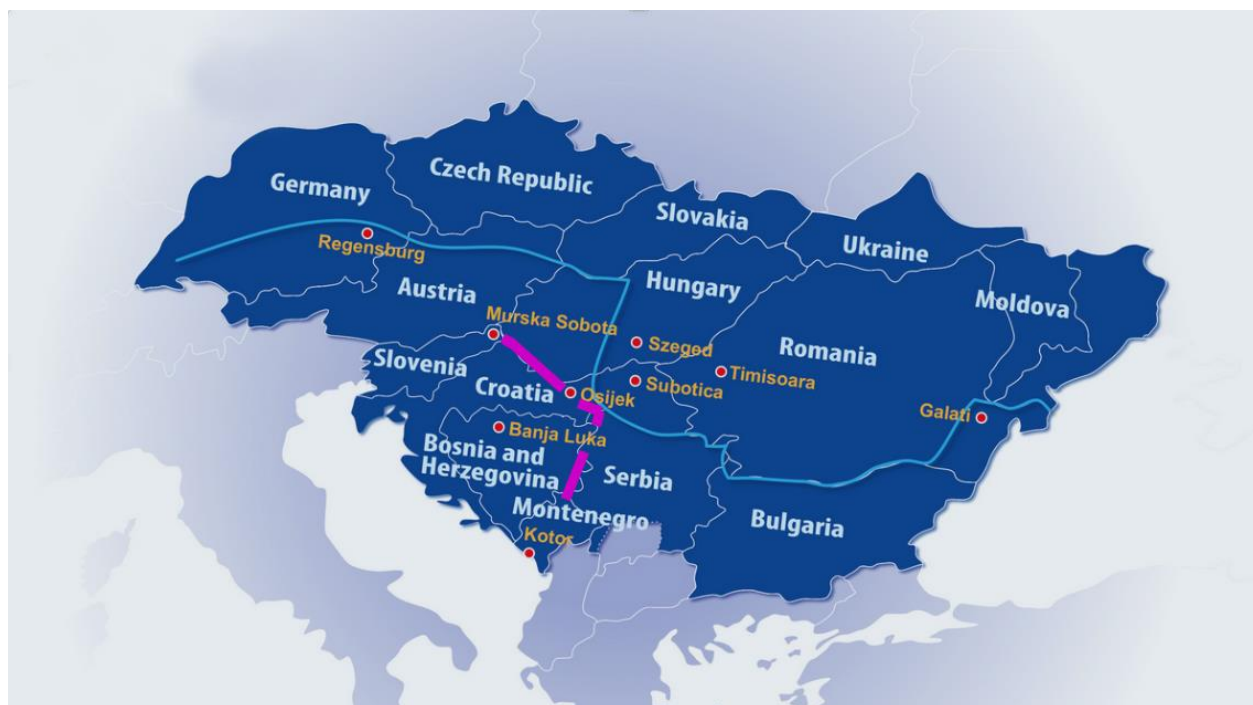 Czech Republic
Germany
Slovakia
Ukraine
Regensburg
Hungary
Austria
Moldova
Murska Sobota
Szeged
Romania
Slovenia
Timisoara
Croatia
Subotica
Osijek
Galati
Banja Luka
Bosnia and
Herzegovina
Serbia
Montenegro
Bulgaria
Kotor